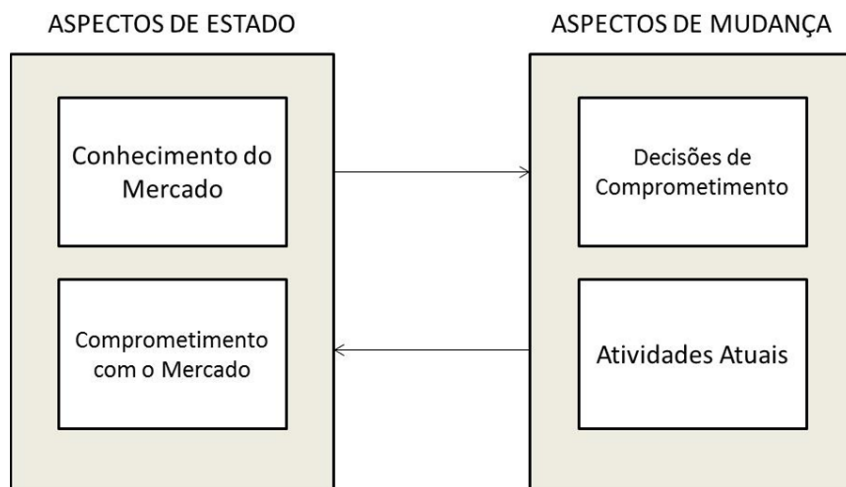 ASPECTOS DE ESTADO
ASPECTOS DE MUDANÇA
Conhecimento do
Mercado
Decisões de
Comprometimento
Comprometimento
com o Mercado
Atividades Atuais